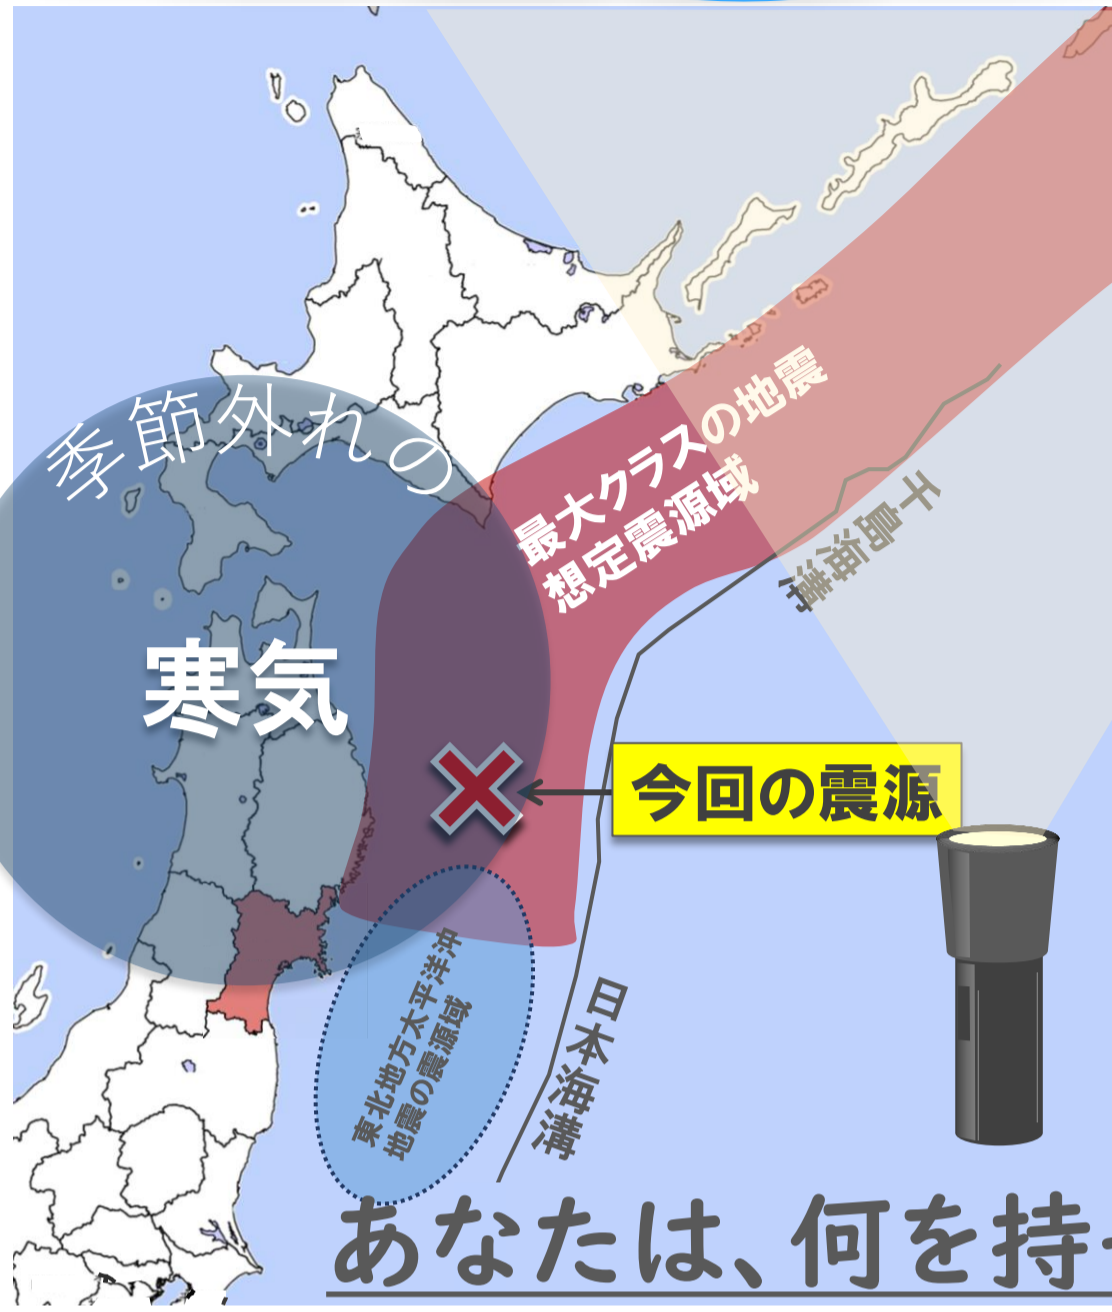 季節外れの
寒気
最大クラスの地震
想定震源域
千島海溝
今回の震源
東北地方太平洋沖
地震の震源域
日本海溝
あなたは、何を持